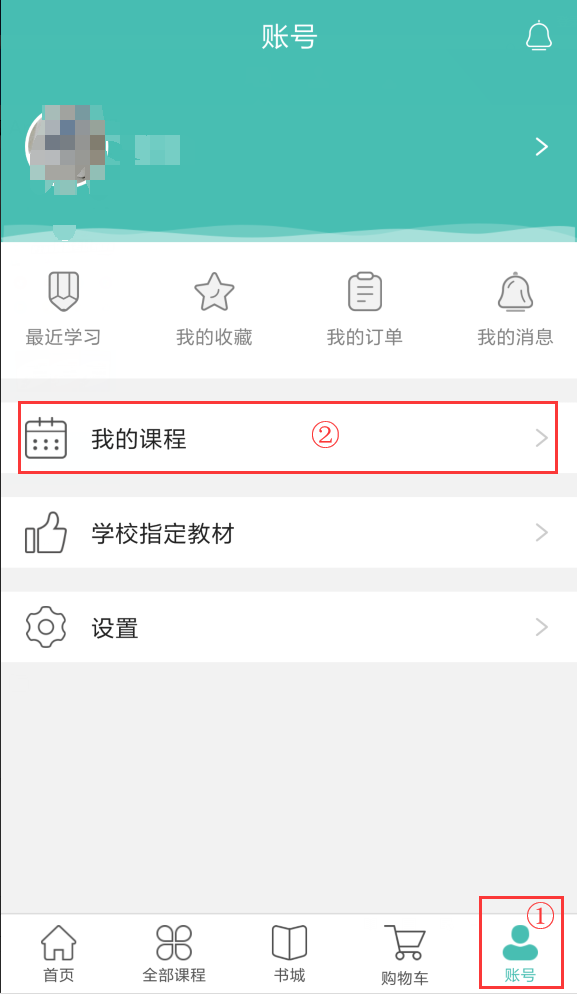 账号
最近学习 我的收藏 我的订单 我的消息
我的课程 ②
学校指定教材
设置
①
首页 全部课程 书城 购物车 账号